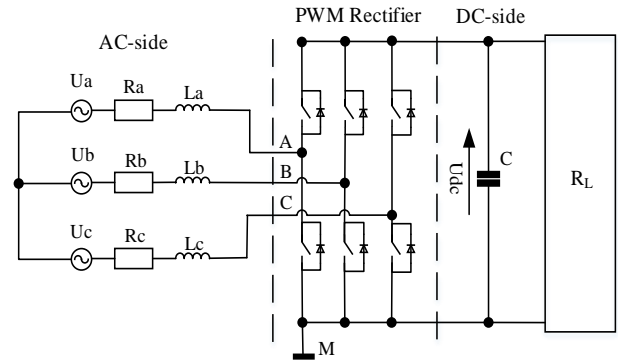 PWM Rectifier
DC-side
AC-side
Ua
Ra
La
A
Ub
Rb
Lb
B
Udc
C
RL
C
Uc
Rc
Lc
M